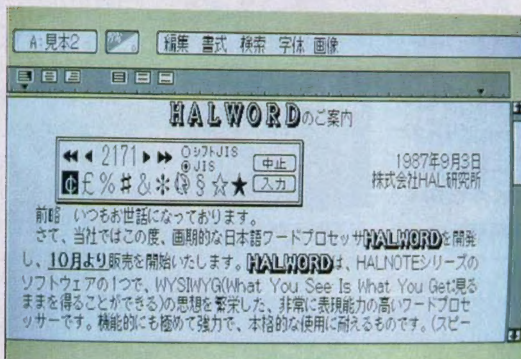 A:見本2 編集 書式 検索 字体 画像
HALWORDのご案内
2171 シフトJIS JIS 中止
¢£%#&*§☆★ 入力
1987年9月3日
株式会社HAL研究所
前略 いつもお世話になっております。
さて、当社ではこの度、画期的な日本語ワードプロセッサHALWORDを開発
し、10月より販売を開始いたします。HALWORDは、HALNOTEシリーズの
ソフトウェアの1つで、WYSIWYG(What You See Is What You Get:見る
ままを得ることができる)の思想を繁栄した、非常に表現能力の高いワードプロセ
ッサーです。機能的にも極めて強力で、本格的な使用に耐えるものです。(スピー